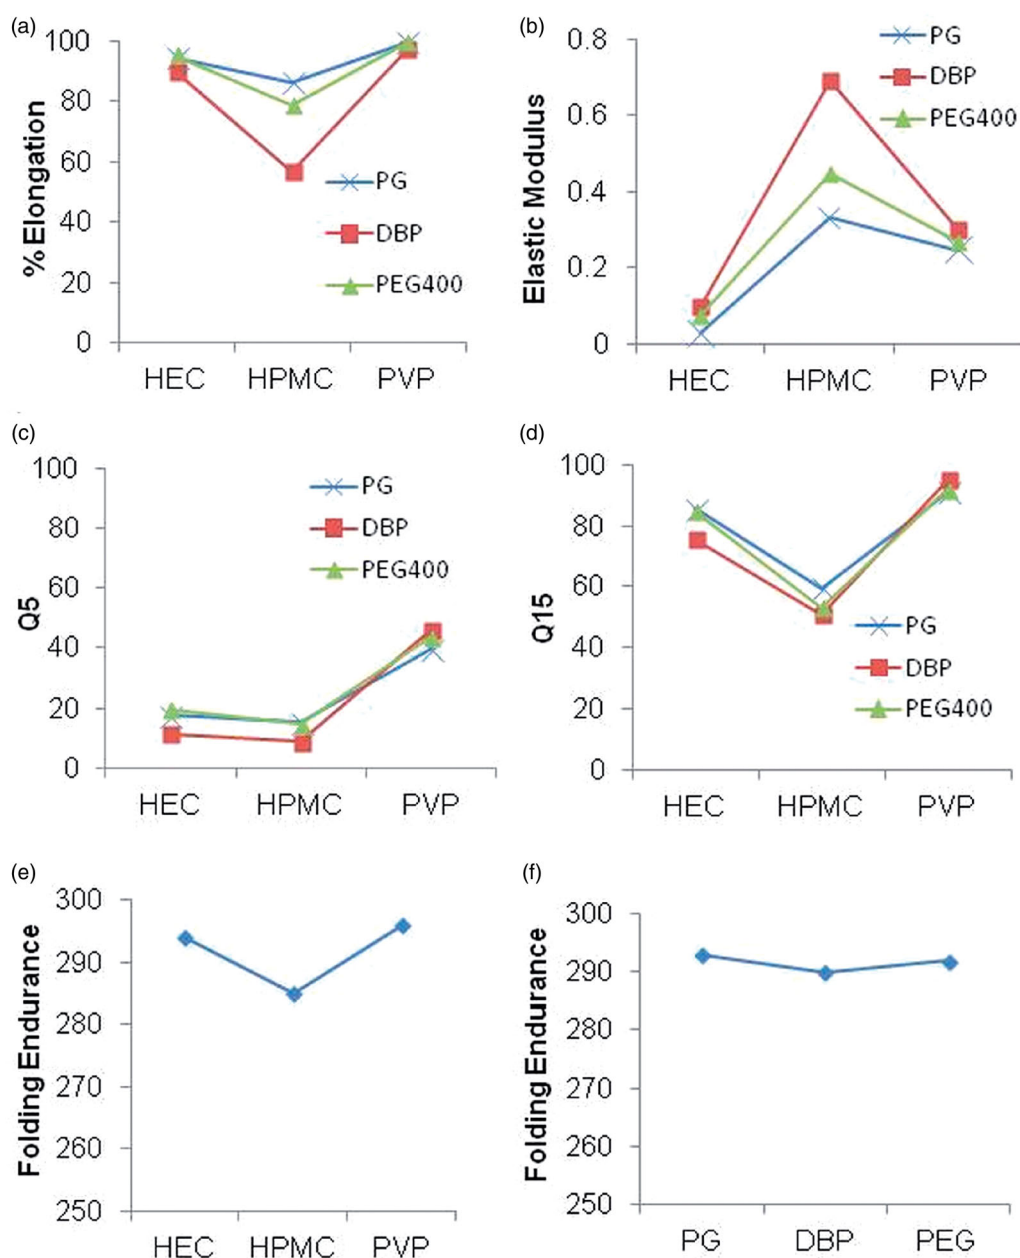 (a)
100
80
60
40
20
0
% Elongation
PG
DBP
PEG400
HEC HPMC PVP
(b)
0.8
0.6
0.4
0.2
0
Elastic Modulus
PG
DBP
PEG400
HEC HPMC PVP
(c)
100
80
60
40
20
0
Q5
PG
DBP
PEG400
HEC HPMC PVP
(d)
100
80
60
40
20
0
Q15
PG
DBP
PEG400
HEC HPMC PVP
(e)
300
290
280
270
260
250
Folding Endurance
HEC HPMC PVP
(f)
300
290
280
270
260
250
Folding Endurance
PG DBP PEG